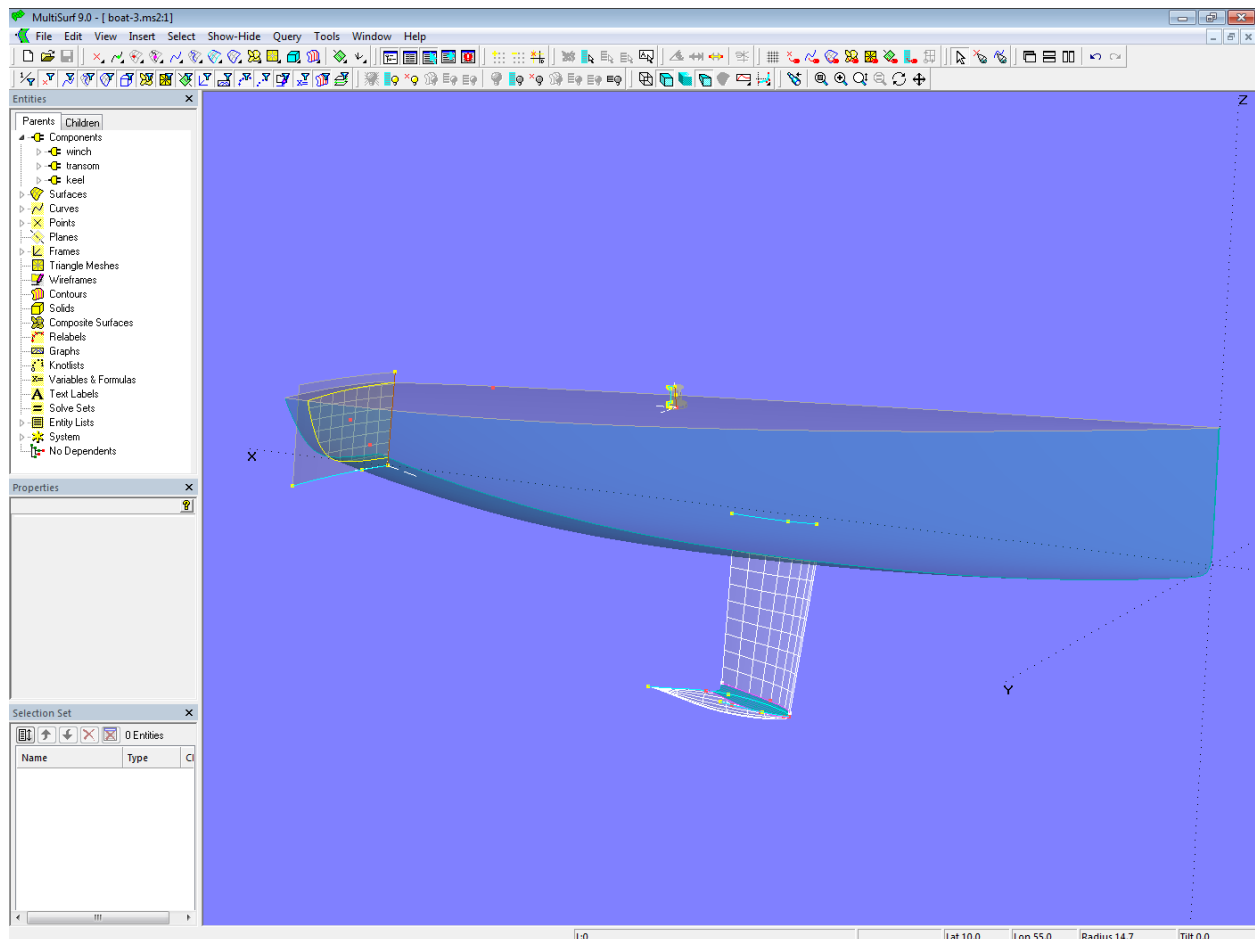 MultiSurf 9.0 - [ boat-3.ms2:1]
File Edit View Insert Select Show-Hide Query Tools Window Help
Entities
Parents Children
Components
winch
transom
keel
Surfaces
Curves
Points
Planes
Frames
Triangle Meshes
Wireframes
Contours
Solids
Composite Surfaces
Relabels
Graphs
Knotlists
Variables & Formulas
Text Labels
Solve Sets
Entity Lists
System
No Dependents
Properties
Selection Set
0 Entities
Name Type Cl
Z
X
Y
L:0 Lat 10.0 Lon 55.0 Radius 14.7 Tilt 0.0